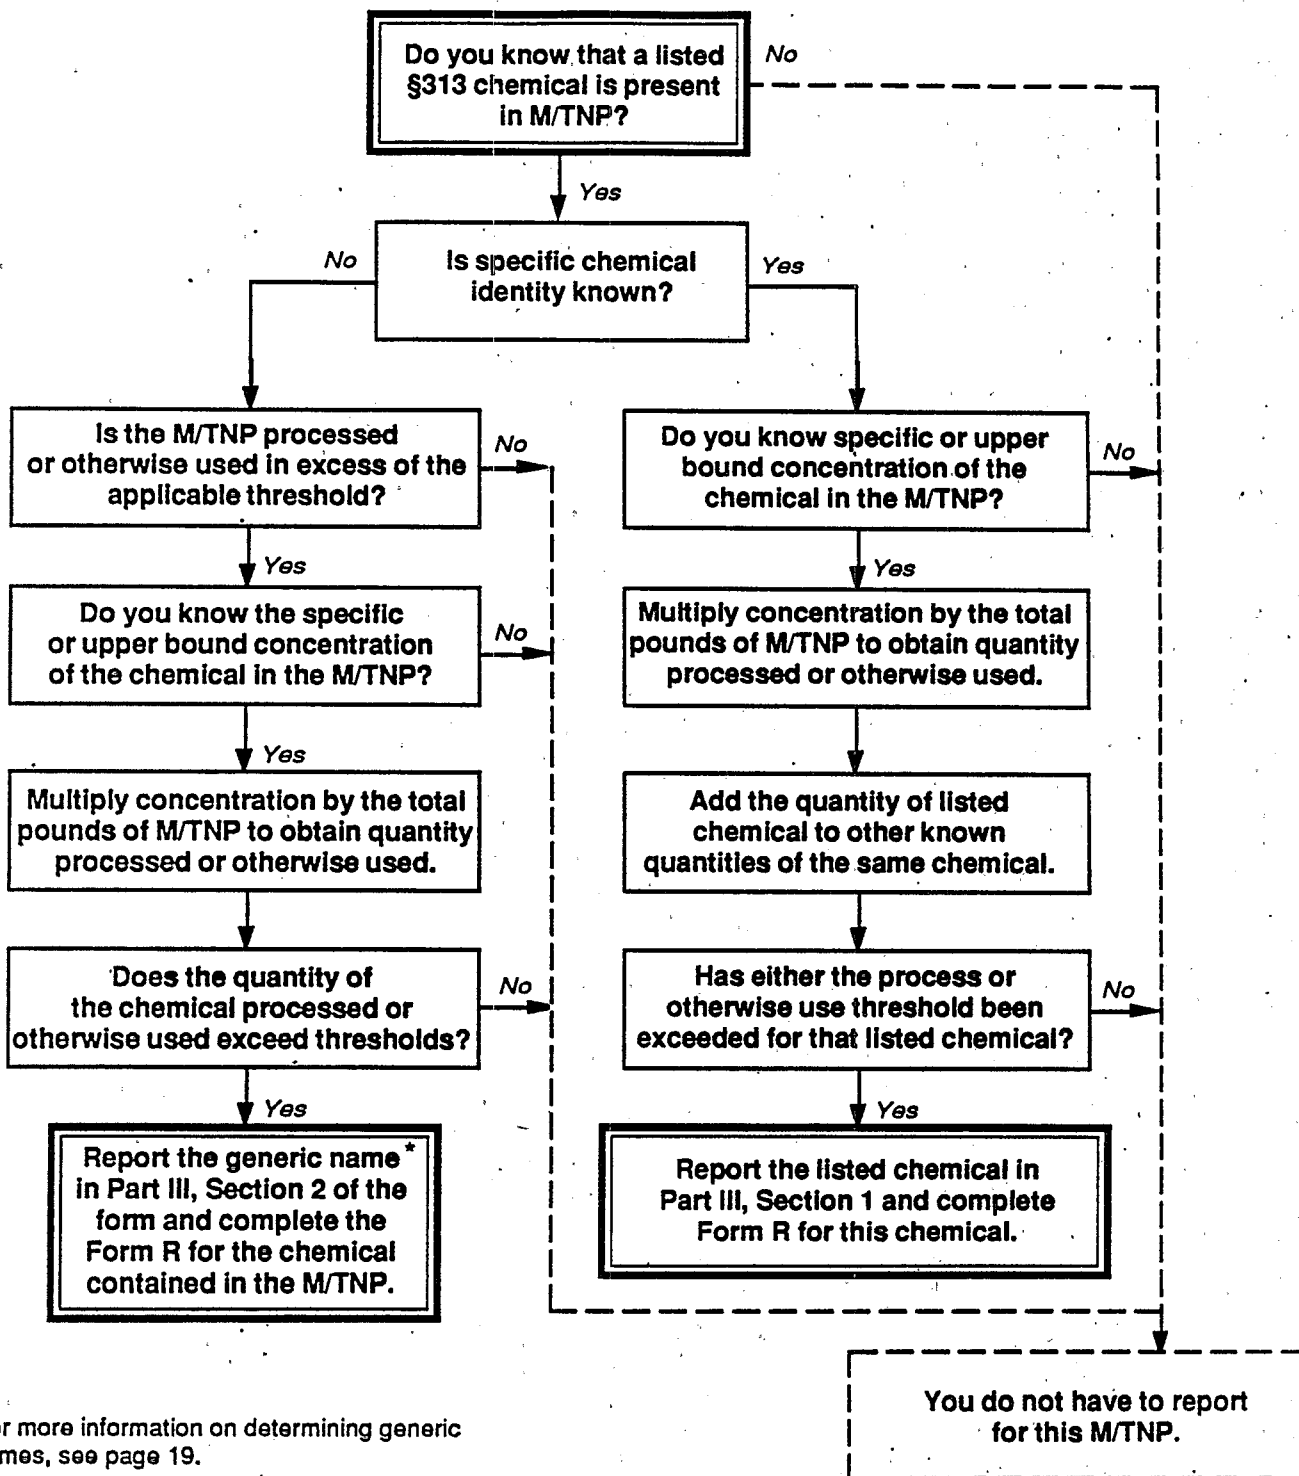 Do you know that a listed
§313 chemical is present
in M/TNP?
No
Yes
Is specific chemical
identity known?
No
Yes
Is the M/TNP processed
or otherwise used in excess of the
applicable threshold?
No
Yes
Do you know the specific
or upper bound concentration
of the chemical in the M/TNP?
No
Yes
Multiply concentration by the total
pounds of M/TNP to obtain quantity
processed or otherwise used.
Does the quantity of
the chemical processed or
otherwise used exceed thresholds?
No
Yes
Report the generic name*
in Part III, Section 2 of the
form and complete the
Form R for the chemical
contained in the M/TNP.
Do you know specific or upper
bound concentration of the
chemical in the M/TNP?
No
Yes
Multiply concentration by the total
pounds of M/TNP to obtain quantity
processed or otherwise used.
Add the quantity of listed
chemical to other known
quantities of the same chemical.
Has either the process or
otherwise use threshold been
exceeded for that listed chemical?
No
Yes
Report the listed chemical in
Part III, Section 1 and complete
Form R for this chemical.
You do not have to report
for this M/TNP.
r more information on determining generic
mes, see page 19.